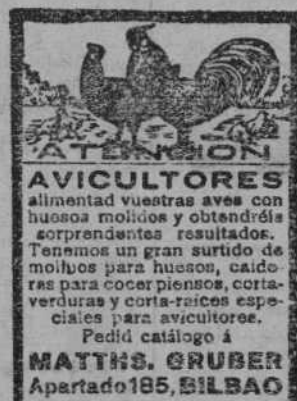 ATENCION
AVICULTORES
alimentad vuestras aves con
huesos molidos y obtendréis
sorprendentes resultados.
Tenemos un gran surtido de
molinos para huesos, calde-
ras para cocer piensos, corta-
verduras y corta-raíces espe-
ciales para avicultores.
Pedid catálogo á
MATTHS. GRUBER
Apartado 185, BILBAO